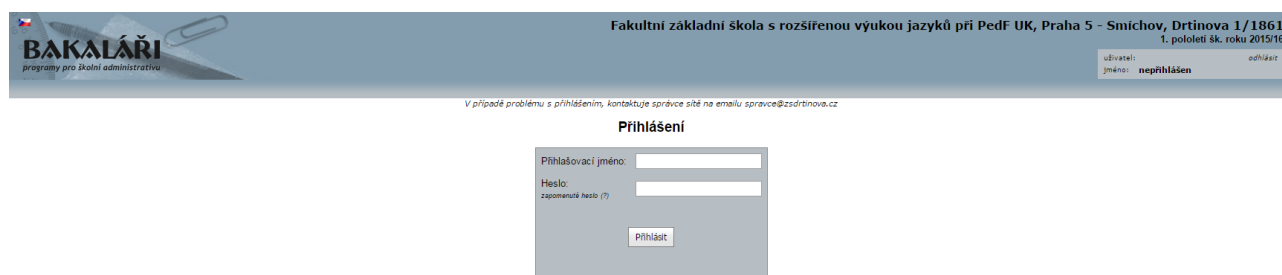 BAKALÁŘI
programy pro školní administrativu
Fakultní základní škola s rozšířenou výukou jazyků při PedF UK, Praha 5 - Smíchov, Drtinova 1/1861
1. pololetí šk. roku 2015/16
uživatel: odhlásit
jméno: nepřihlášen
V případě problému s přihlášením, kontaktuje správce sítě na emailu spravce@zsdrtinova.cz
Přihlášení
Přihlašovací jméno:
Heslo:
zapomenuté heslo (?)
Přihlásit